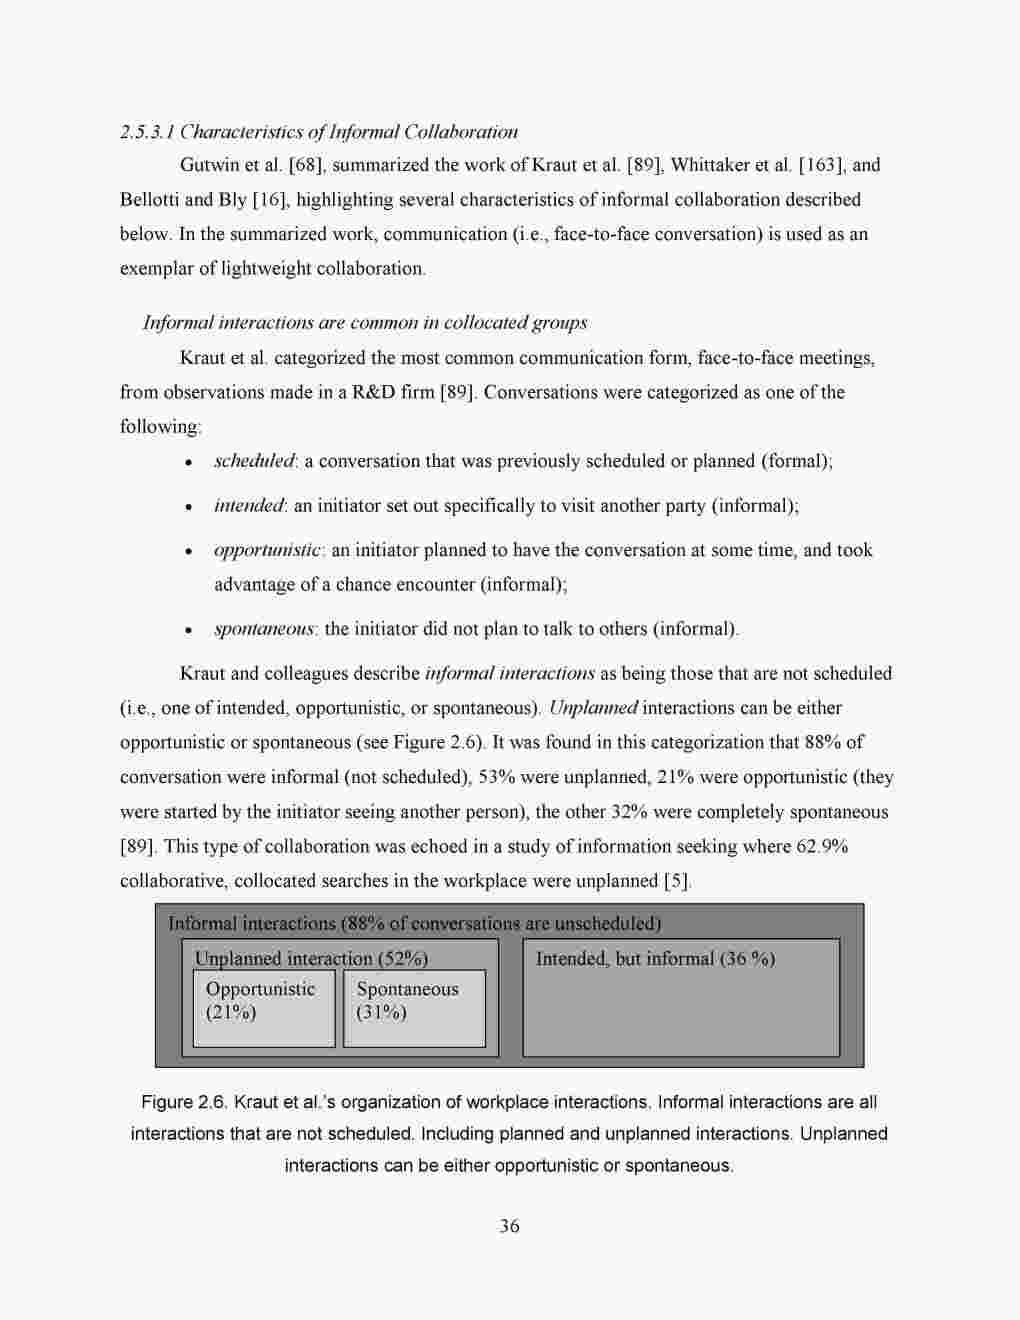 2.5.3.1 Characteristics of Informal Collaboration
Gutwin et al. [68], summarized the work of Kraut et al. [89], Whittaker et al. [163], and
Bellotti and Bly [16], highlighting several characteristics of informal collaboration described
below. In the summarized work, communication (i.e., face-to-face conversation) is used as an
exemplar of lightweight collaboration.
Informal interactions are common in collocated groups
Kraut et al. categorized the most common communication form, face-to-face meetings,
from observations made in a R&D firm [89]. Conversations were categorized as one of the
following:
• scheduled: a conversation that was previously scheduled or planned (formal);
• intended: an initiator set out specifically to visit another party (informal);
• opportunistic: an initiator planned to have the conversation at some time, and took
advantage of a chance encounter (informal);
• spontaneous: the initiator did not plan to talk to others (informal).
Kraut and colleagues describe informal interactions as being those that are not scheduled
(i.e., one of intended, opportunistic, or spontaneous). Unplanned interactions can be either
opportunistic or spontaneous (see Figure 2.6). It was found in this categorization that 88% of
conversation were informal (not scheduled), 53% were unplanned, 21% were opportunistic (they
were started by the initiator seeing another person), the other 32% were completely spontaneous
[89]. This type of collaboration was echoed in a study of information seeking where 62.9%
collaborative, collocated searches in the workplace were unplanned [5].
Informal interactions (88% of conversations are unscheduled)
Unplanned interaction (52%)
Opportunistic
(21%)
Spontaneous
(31%)
Intended, but informal (36 %)
Figure 2.6. Kraut et al.'s organization of workplace interactions. Informal interactions are all
interactions that are not scheduled. Including planned and unplanned interactions. Unplanned
interactions can be either opportunistic or spontaneous.
36